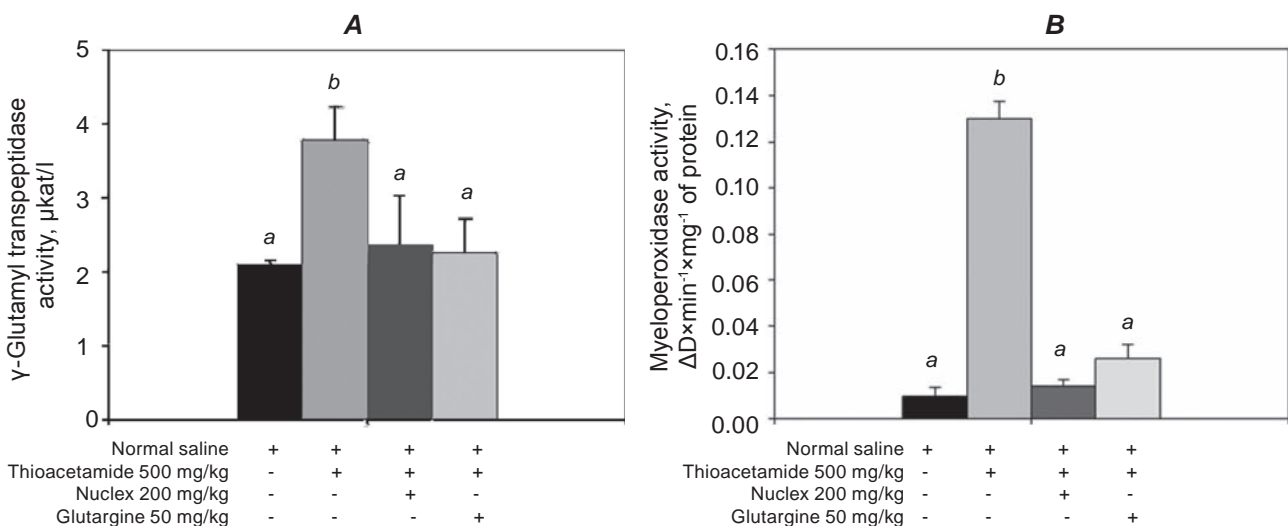 A
γ-Glutamyl transpeptidase
activity, µkat/l
5
4
3
2
1
0
a
b
a
a
Normal saline + + + +
Thioacetamide 500 mg/kg - + + +
Nuclex 200 mg/kg - - + -
Glutargine 50 mg/kg - - - +
B
Myeloperoxidase activity,
ΔD×min⁻¹×mg⁻¹ of protein
0.16
0.14
0.12
0.10
0.08
0.06
0.04
0.02
0.00
a
b
a
a
Normal saline + + + +
Thioacetamide 500 mg/kg - + + +
Nuclex 200 mg/kg - - + -
Glutargine 50 mg/kg - - - +